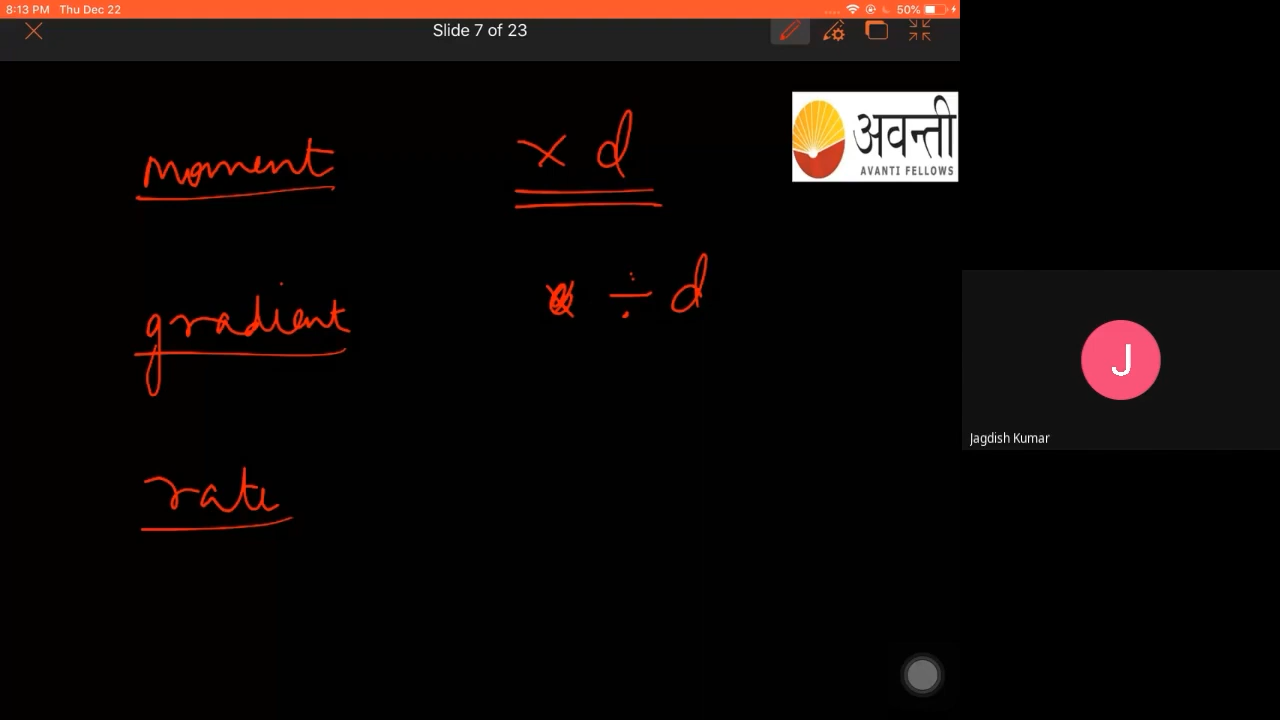 8:13 PM Thu Dec 22
50%
Slide 7 of 23
moment × d
अवन्ती
AVANTI FELLOWS
gradient ÷ d
J
Jagdish Kumar
rate